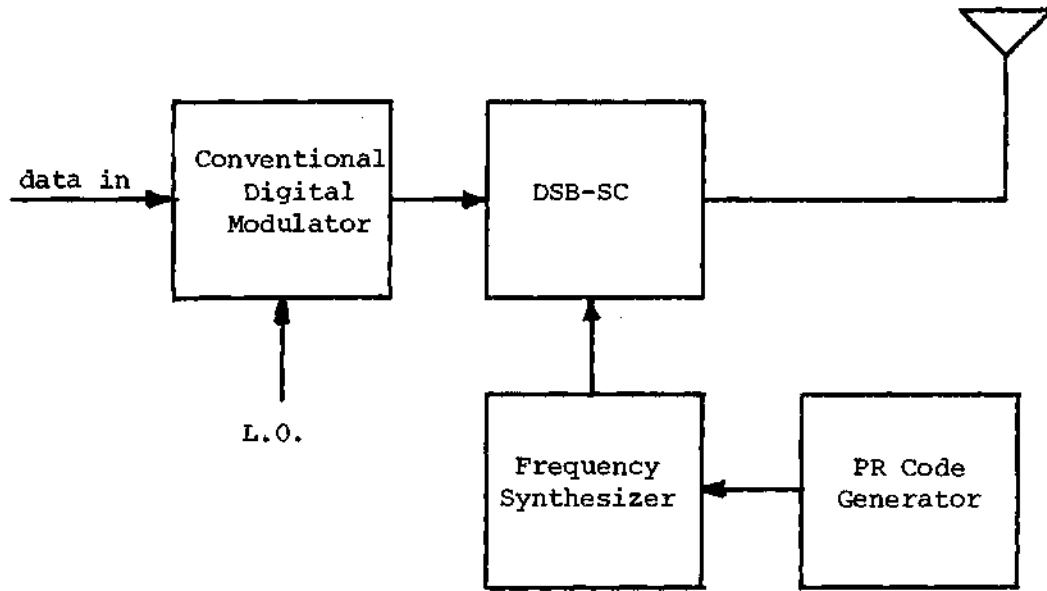 data in
Conventional
Digital
Modulator
DSB-SC
L.O.
Frequency
Synthesizer
PR Code
Generator